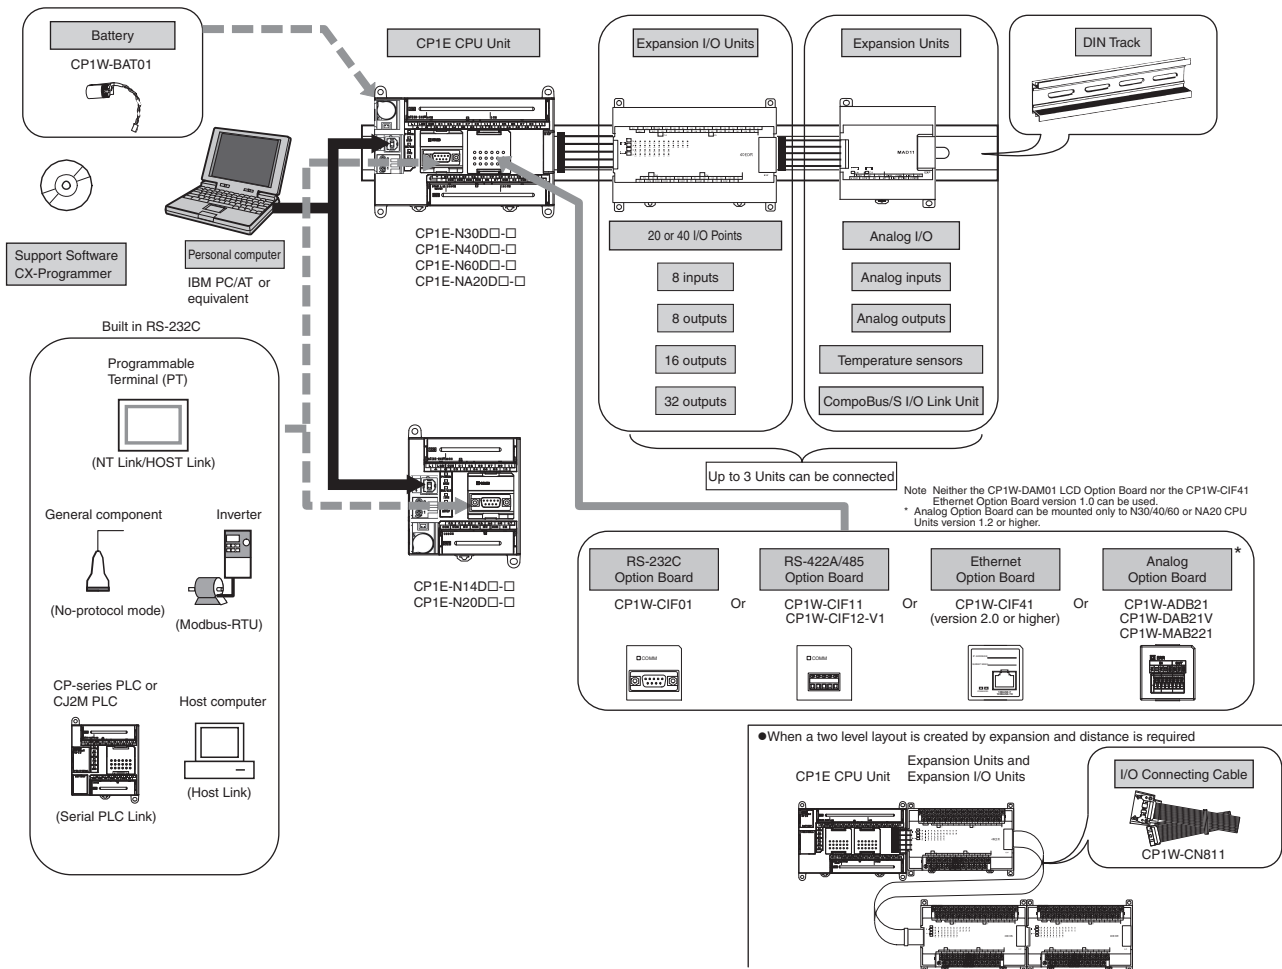 Battery
CP1W-BAT01
CP1E CPU Unit
Expansion I/O Units
Expansion Units
DIN Track
40EDR
MAD11
CP1E-N30D□-□
CP1E-N40D□-□
CP1E-N60D□-□
CP1E-NA20D□-□
20 or 40 I/O Points
8 inputs
8 outputs
16 outputs
32 outputs
Analog I/O
Analog inputs
Analog outputs
Temperature sensors
CompoBus/S I/O Link Unit
Up to 3 Units can be connected
Support Software
CX-Programmer
Personal computer
IBM PC/AT or
equivalent
Built in RS-232C
Programmable
Terminal (PT)
(NT Link/HOST Link)
General component
(No-protocol mode)
Inverter
(Modbus-RTU)
CP-series PLC or
CJ2M PLC
(Serial PLC Link)
Host computer
(Host Link)
CP1E-N14D□-□
CP1E-N20D□-□
Note Neither the CP1W-DAM01 LCD Option Board nor the CP1W-CIF41
Ethernet Option Board version 1.0 can be used.
* Analog Option Board can be mounted only to N30/40/60 or NA20 CPU
Units version 1.2 or higher.
RS-232C
Option Board
CP1W-CIF01
COMM
Or
RS-422A/485
Option Board
CP1W-CIF11
CP1W-CIF12-V1
COMM
Or
Ethernet
Option Board
CP1W-CIF41
(version 2.0 or higher)
Or
Analog
Option Board
*
CP1W-ADB21
CP1W-DAB21V
CP1W-MAB221
●When a two level layout is created by expansion and distance is required
CP1E CPU Unit
Expansion Units and
Expansion I/O Units
I/O Connecting Cable
CP1W-CN811